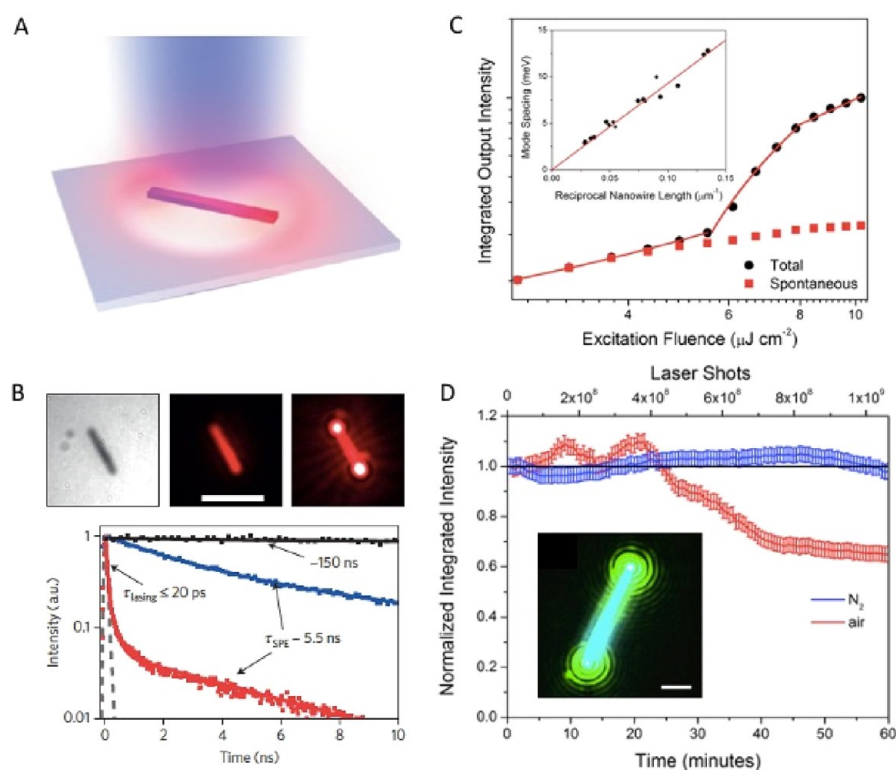 A
B
Intensity (a.u.)
1
0.1
0.01
~150 ns
τlasing ≤ 20 ps
τSPE ~ 5.5 ns
0 2 4 6 8 10
Time (ns)
C
Integrated Output Intensity
Mode Spacing (meV)
15
10
5
0
0.00 0.05 0.10 0.15
Reciprocal Nanowire Length (μm⁻¹)
Total
Spontaneous
4 6 8 10
Excitation Fluence (μJ cm⁻²)
D
Laser Shots
0 2x10⁸ 4x10⁸ 6x10⁸ 8x10⁸ 1x10⁹
Normalized Integrated Intensity
1.2
1.1
1.0
0.8
0.6
0.4
0.2
0.0
N₂
air
0 10 20 30 40 50 60
Time (minutes)